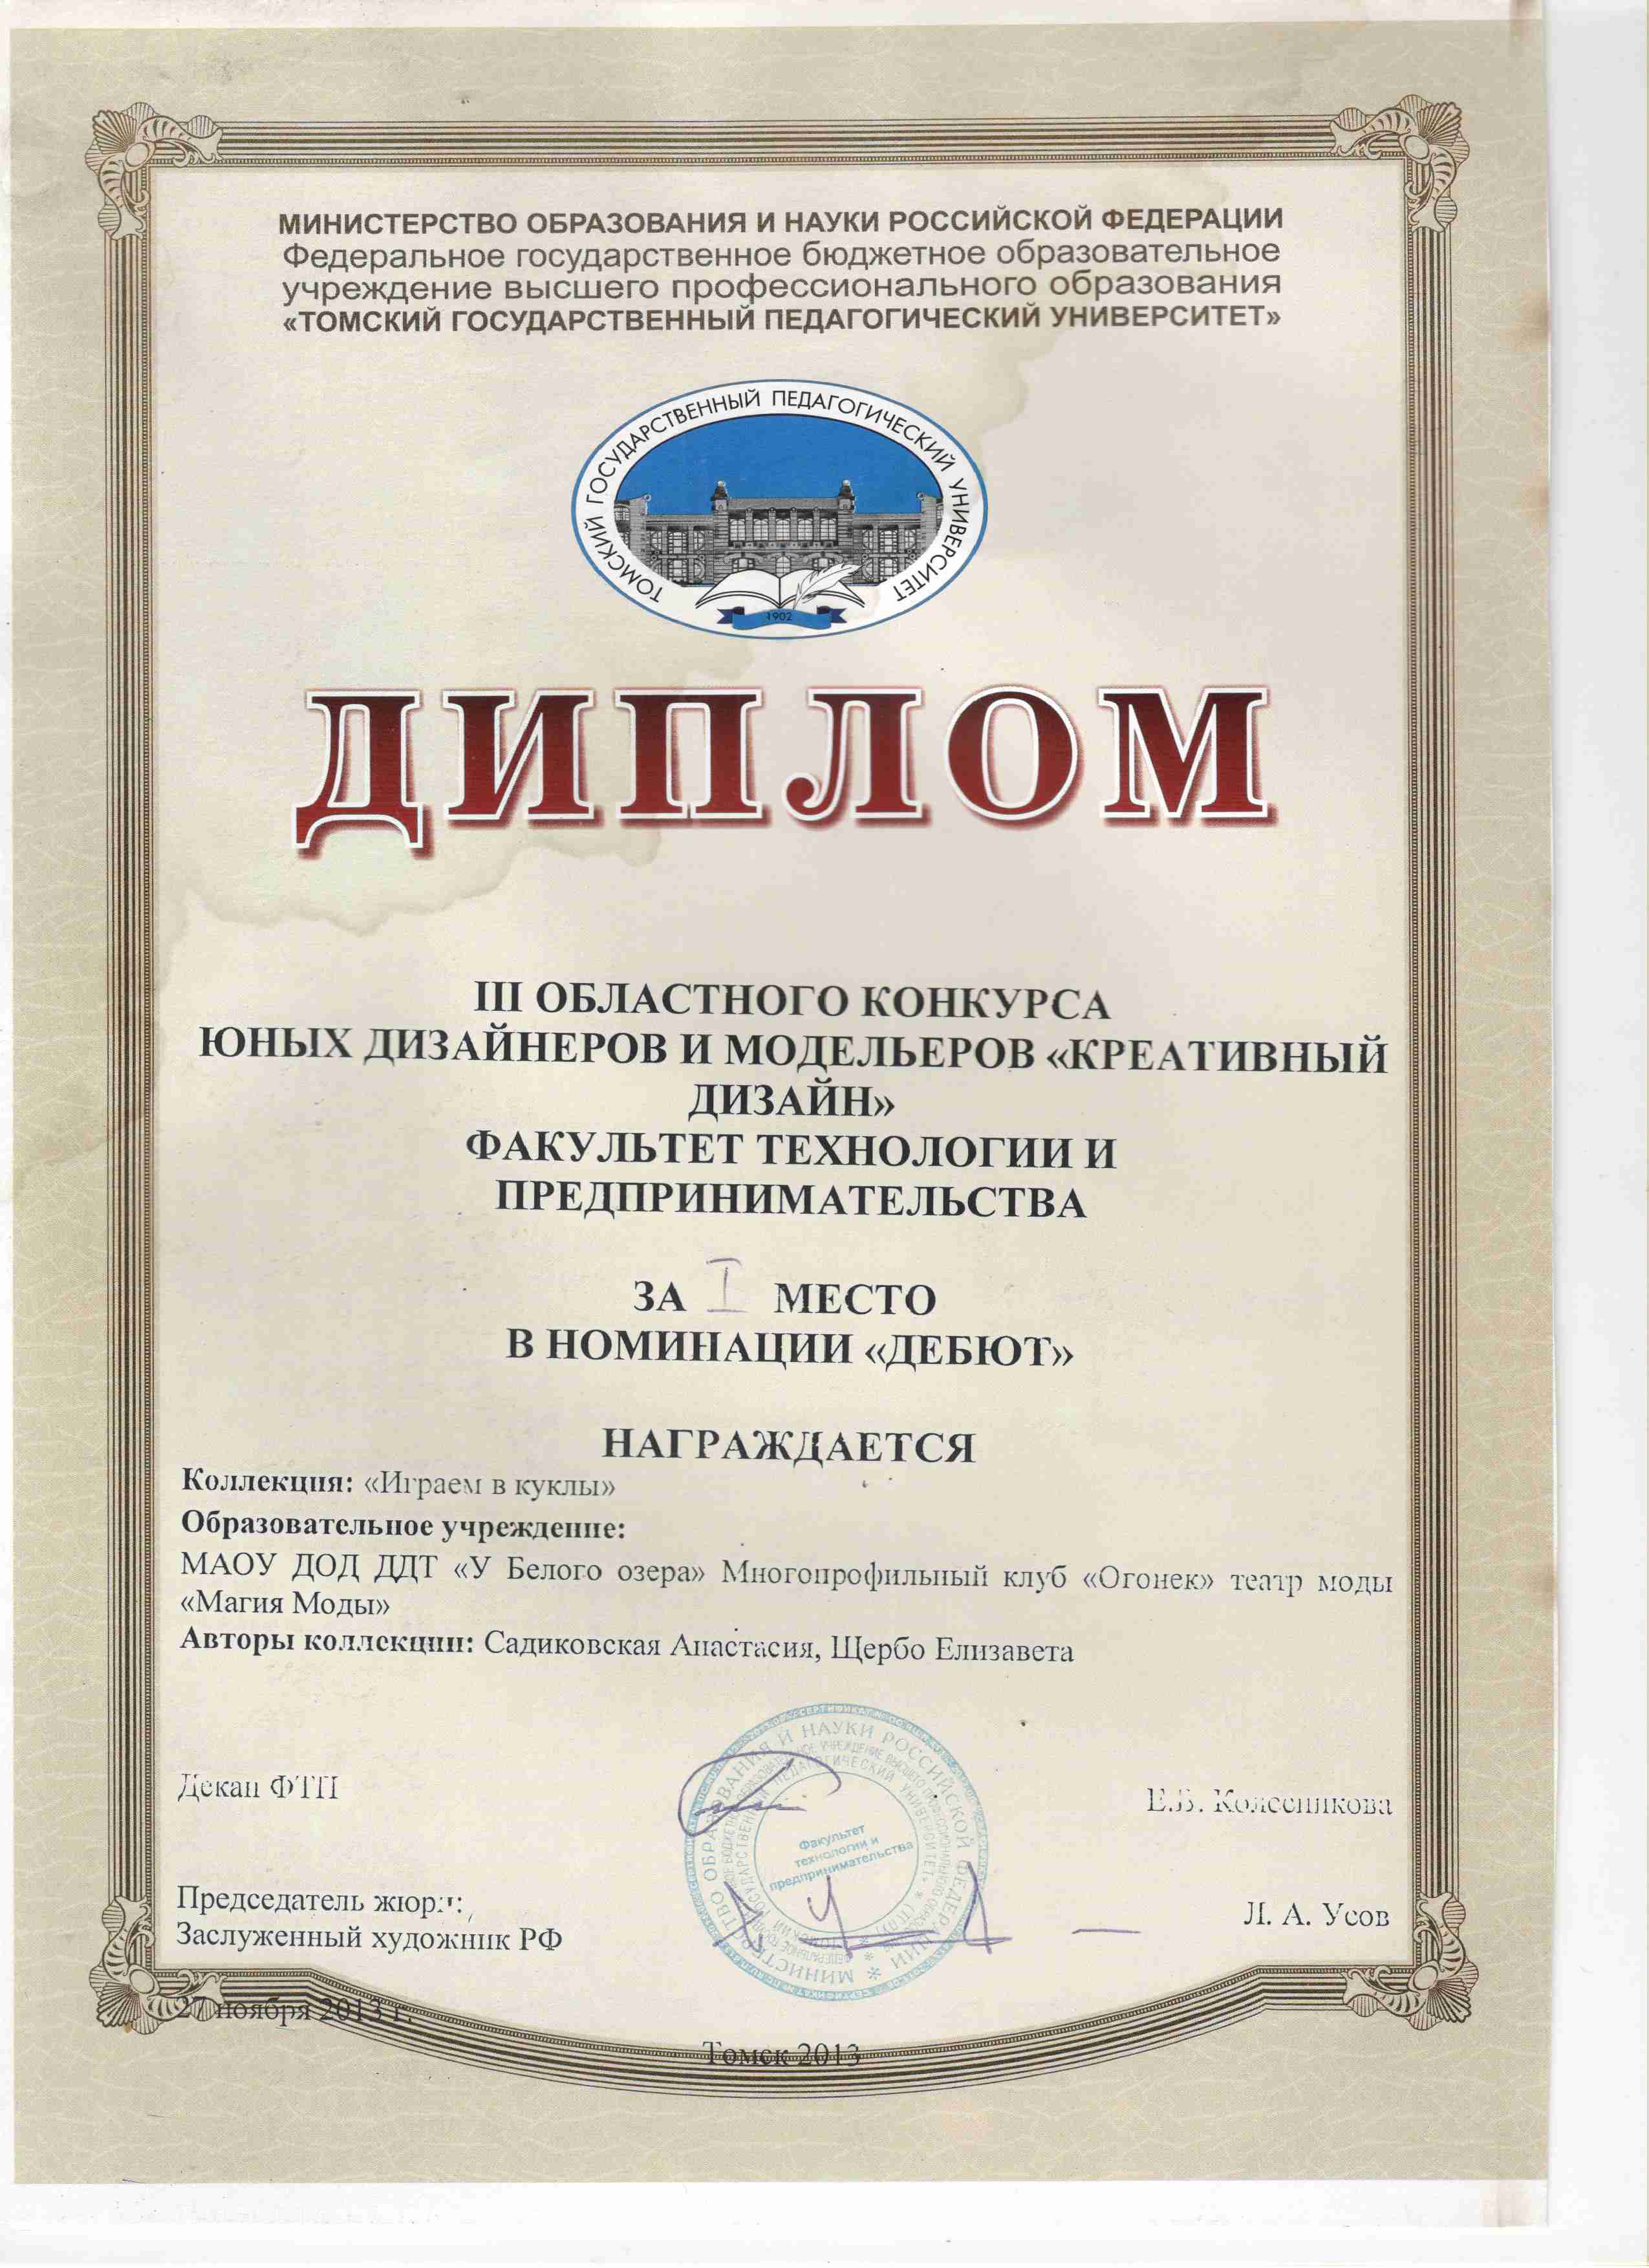 МИНИСТЕРСТВО ОБРАЗОВАНИЯ И НАУКИ РОССИЙСКОЙ ФЕДЕРАЦИИ
Федеральное государственное бюджетное образовательное
учреждение высшего профессионального образования
«ТОМСКИЙ ГОСУДАРСТВЕННЫЙ ПЕДАГОГИЧЕСКИЙ УНИВЕРСИТЕТ»
ТОМСКИЙ ГОСУДАРСТВЕННЫЙ ПЕДАГОГИЧЕСКИЙ УНИВЕРСИТЕТ
1902
ДИПЛОМ
III ОБЛАСТНОГО КОНКУРСА
ЮНЫХ ДИЗАЙНЕРОВ И МОДЕЛЬЕРОВ «КРЕАТИВНЫЙ
ДИЗАЙН»
ФАКУЛЬТЕТ ТЕХНОЛОГИИ И
ПРЕДПРИНИМАТЕЛЬСТВА
ЗА I МЕСТО
В НОМИНАЦИИ «ДЕБЮТ»
НАГРАЖДАЕТСЯ
Коллекция: «Играем в куклы»
Образовательное учреждение:
МАОУ ДОД ДДТ «У Белого озера» Многопрофильный клуб «Огонек» театр моды
«Магия Моды»
Авторы коллекции: Садиковская Анастасия, Щербо Елизавета
Декан ФТП
Е.В. Колесникова
Факультет
технологии и
предпринимательства
Председатель жюри:
Заслуженный художник РФ
Л. А. Усов
27 ноября 2013 г.
Томск 2013